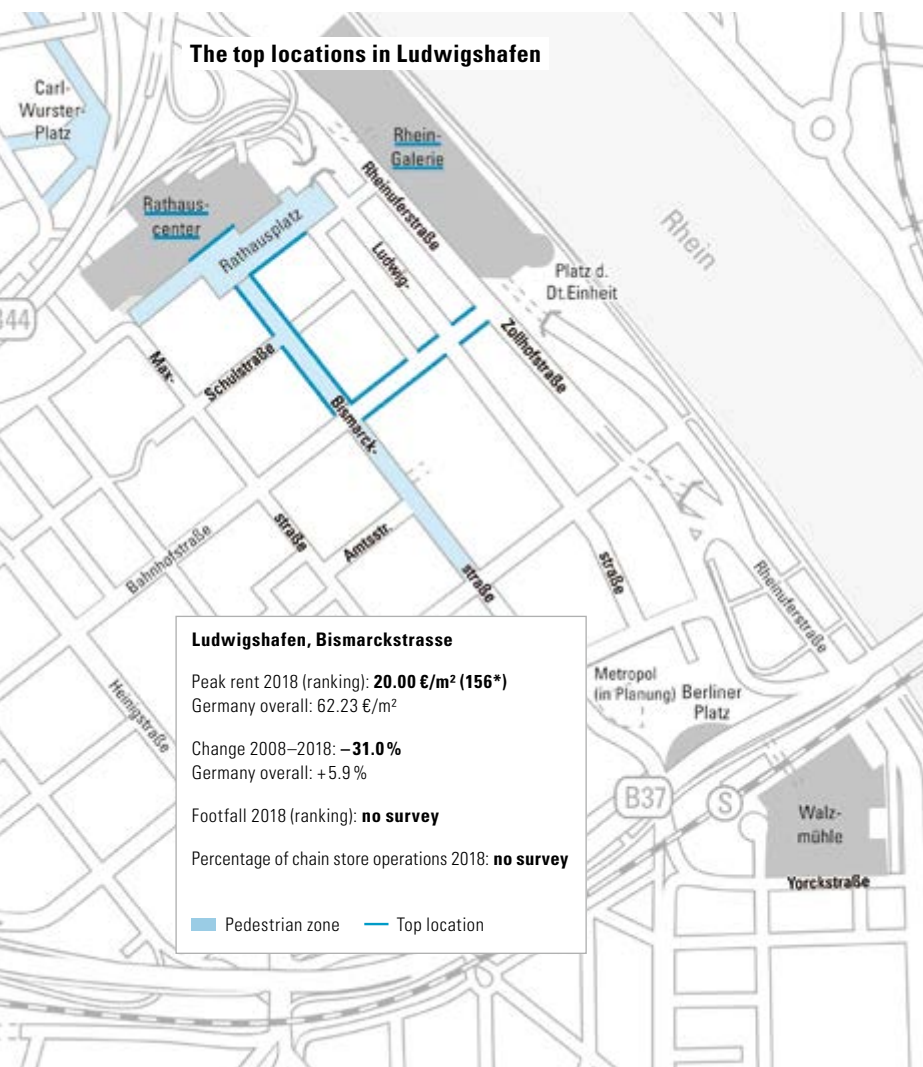 The top locations in Ludwigshafen
Carl-
Wurster-
Platz
Rhein-
Galerie
Rathaus-
center
Rathausplatz
Rheinuferstraße
Ludwig-
Rhein
Platz d.
Dt.Einheit
B44
Max-
Schulstraße
Zollhofstraße
Bismarck-
straße
Amtsstr.
Bahnhofstraße
straße
straße
Rheinuferstraße
Heinigstraße
Ludwigshafen, Bismarckstrasse
Peak rent 2018 (ranking): 20.00 €/m² (156*)
Germany overall: 62.23 €/m²
Change 2008–2018: –31.0%
Germany overall: +5.9%
Footfall 2018 (ranking): no survey
Percentage of chain store operations 2018: no survey
Pedestrian zone
Top location
Metropol
(in Planung)
Berliner
Platz
B37
S
Walz-
mühle
Yorckstraße